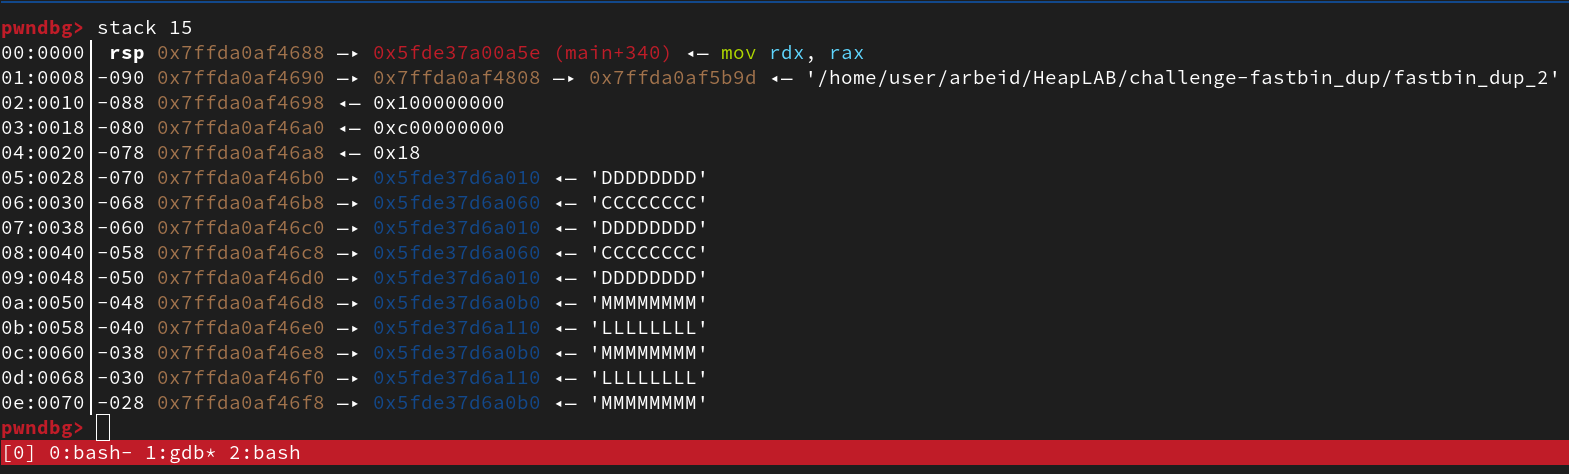 pwndbg> stack 15
00:0000│ rsp 0x7ffda0af4688 —▸ 0x5fde37a00a5e (main+340) ◂— mov rdx, rax
01:0008│-090 0x7ffda0af4690 —▸ 0x7ffda0af4808 —▸ 0x7ffda0af5b9d ◂— '/home/user/arbeid/HeapLAB/challenge-fastbin_dup/fastbin_dup_2'
02:0010│-088 0x7ffda0af4698 ◂— 0x100000000
03:0018│-080 0x7ffda0af46a0 ◂— 0xc00000000
04:0020│-078 0x7ffda0af46a8 ◂— 0x18
05:0028│-070 0x7ffda0af46b0 —▸ 0x5fde37d6a010 ◂— 'DDDDDDDD'
06:0030│-068 0x7ffda0af46b8 —▸ 0x5fde37d6a060 ◂— 'CCCCCCCC'
07:0038│-060 0x7ffda0af46c0 —▸ 0x5fde37d6a010 ◂— 'DDDDDDDD'
08:0040│-058 0x7ffda0af46c8 —▸ 0x5fde37d6a060 ◂— 'CCCCCCCC'
09:0048│-050 0x7ffda0af46d0 —▸ 0x5fde37d6a010 ◂— 'DDDDDDDD'
0a:0050│-048 0x7ffda0af46d8 —▸ 0x5fde37d6a0b0 ◂— 'MMMMMMMM'
0b:0058│-040 0x7ffda0af46e0 —▸ 0x5fde37d6a110 ◂— 'LLLLLLLL'
0c:0060│-038 0x7ffda0af46e8 —▸ 0x5fde37d6a0b0 ◂— 'MMMMMMMM'
0d:0068│-030 0x7ffda0af46f0 —▸ 0x5fde37d6a110 ◂— 'LLLLLLLL'
0e:0070│-028 0x7ffda0af46f8 —▸ 0x5fde37d6a0b0 ◂— 'MMMMMMMM'
pwndbg>
[0] 0:bash- 1:gdb* 2:bash